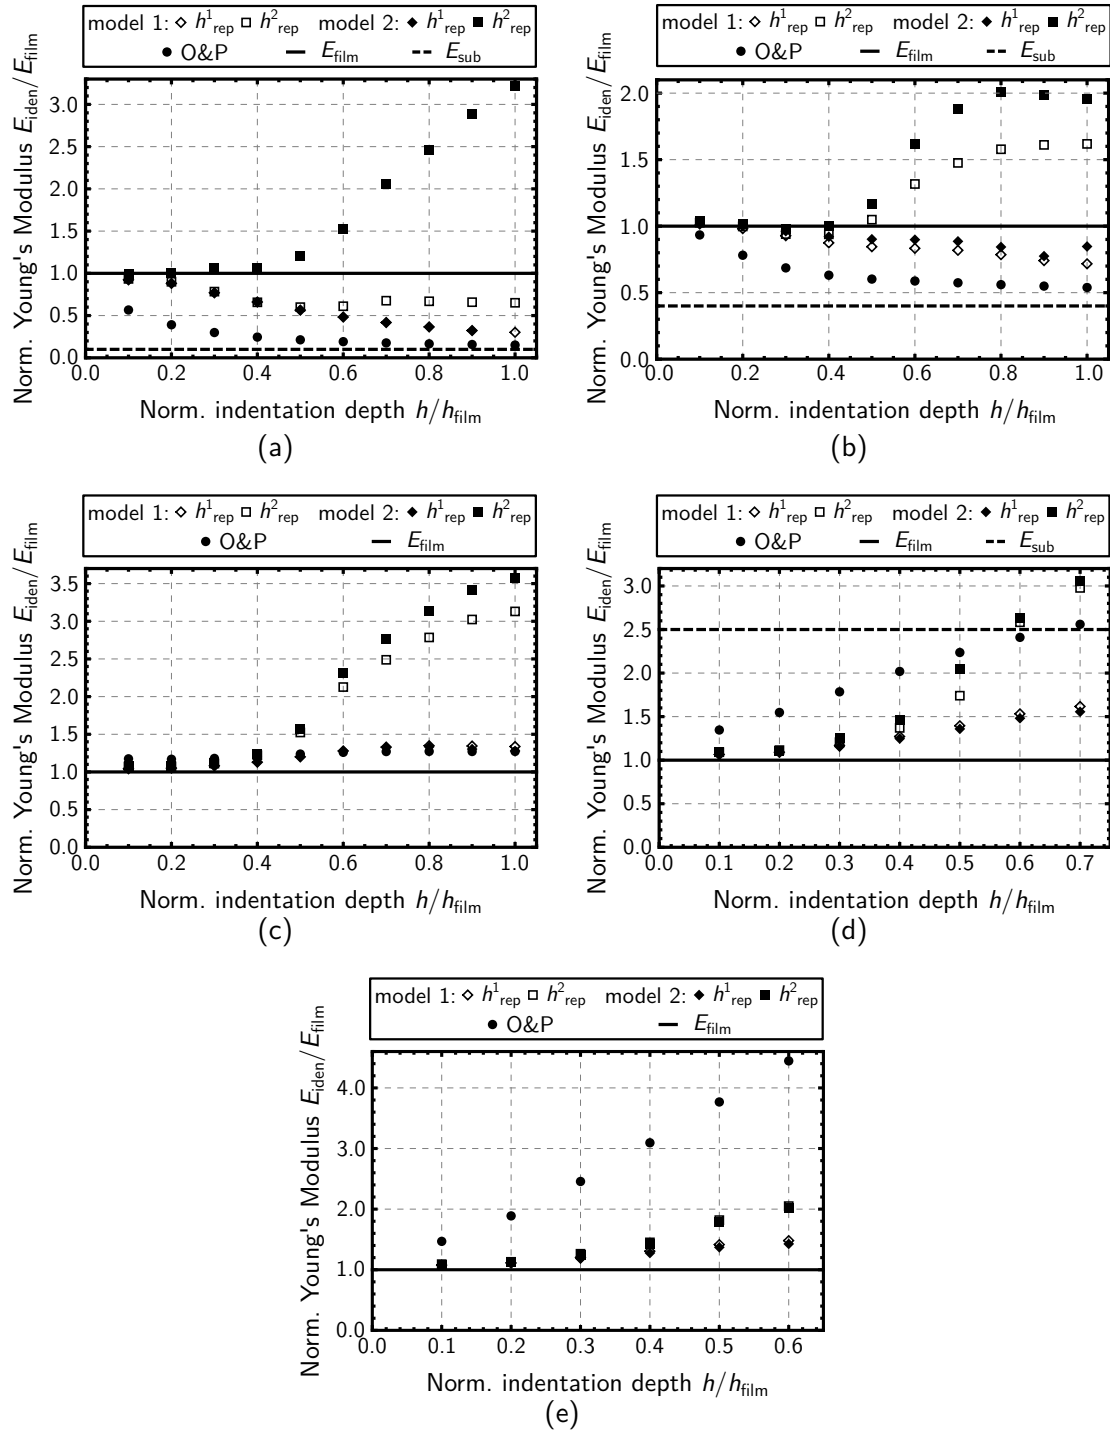 model 1: h¹rep h²rep model 2: h¹rep h²rep
O&P Efilm Esub
Norm. Young's Modulus Eiden/Efilm
3.0
2.5
2.0
1.5
1.0
0.5
0.0
0.0 0.2 0.4 0.6 0.8 1.0
Norm. indentation depth h/hfilm
(a)
model 1: h¹rep h²rep model 2: h¹rep h²rep
O&P Efilm Esub
Norm. Young's Modulus Eiden/Efilm
2.0
1.5
1.0
0.5
0.0
0.0 0.2 0.4 0.6 0.8 1.0
Norm. indentation depth h/hfilm
(b)
model 1: h¹rep h²rep model 2: h¹rep h²rep
O&P Efilm
Norm. Young's Modulus Eiden/Efilm
3.5
3.0
2.5
2.0
1.5
1.0
0.5
0.0
0.0 0.2 0.4 0.6 0.8 1.0
Norm. indentation depth h/hfilm
(c)
model 1: h¹rep h²rep model 2: h¹rep h²rep
O&P Efilm Esub
Norm. Young's Modulus Eiden/Efilm
3.0
2.5
2.0
1.5
1.0
0.5
0.0
0.0 0.1 0.2 0.3 0.4 0.5 0.6 0.7
Norm. indentation depth h/hfilm
(d)
model 1: h¹rep h²rep model 2: h¹rep h²rep
O&P Efilm
Norm. Young's Modulus Eiden/Efilm
4.0
3.0
2.0
1.0
0.0
0.0 0.1 0.2 0.3 0.4 0.5 0.6
Norm. indentation depth h/hfilm
(e)